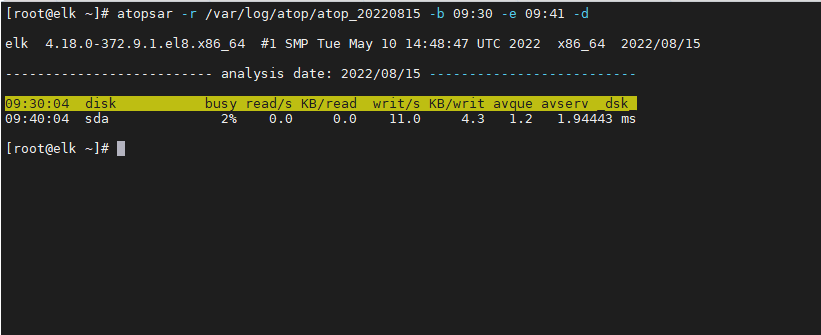 [root@elk ~]# atopsar -r /var/log/atop/atop_20220815 -b 09:30 -e 09:41 -d
elk  4.18.0-372.9.1.el8.x86_64  #1 SMP Tue May 10 14:48:47 UTC 2022  x86_64  2022/08/15
-------------------------- analysis date: 2022/08/15 --------------------------
09:30:04  disk           busy read/s KB/read  writ/s KB/writ avque avserv _dsk_
09:40:04  sda              2%    0.0     0.0    11.0     4.3   1.2   1.94443 ms
[root@elk ~]#